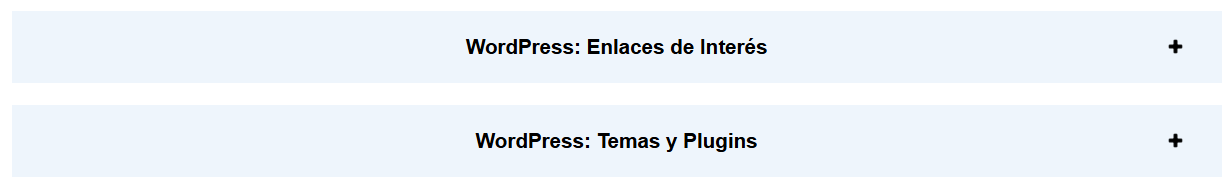 WordPress: Enlaces de Interés
WordPress: Temas y Plugins